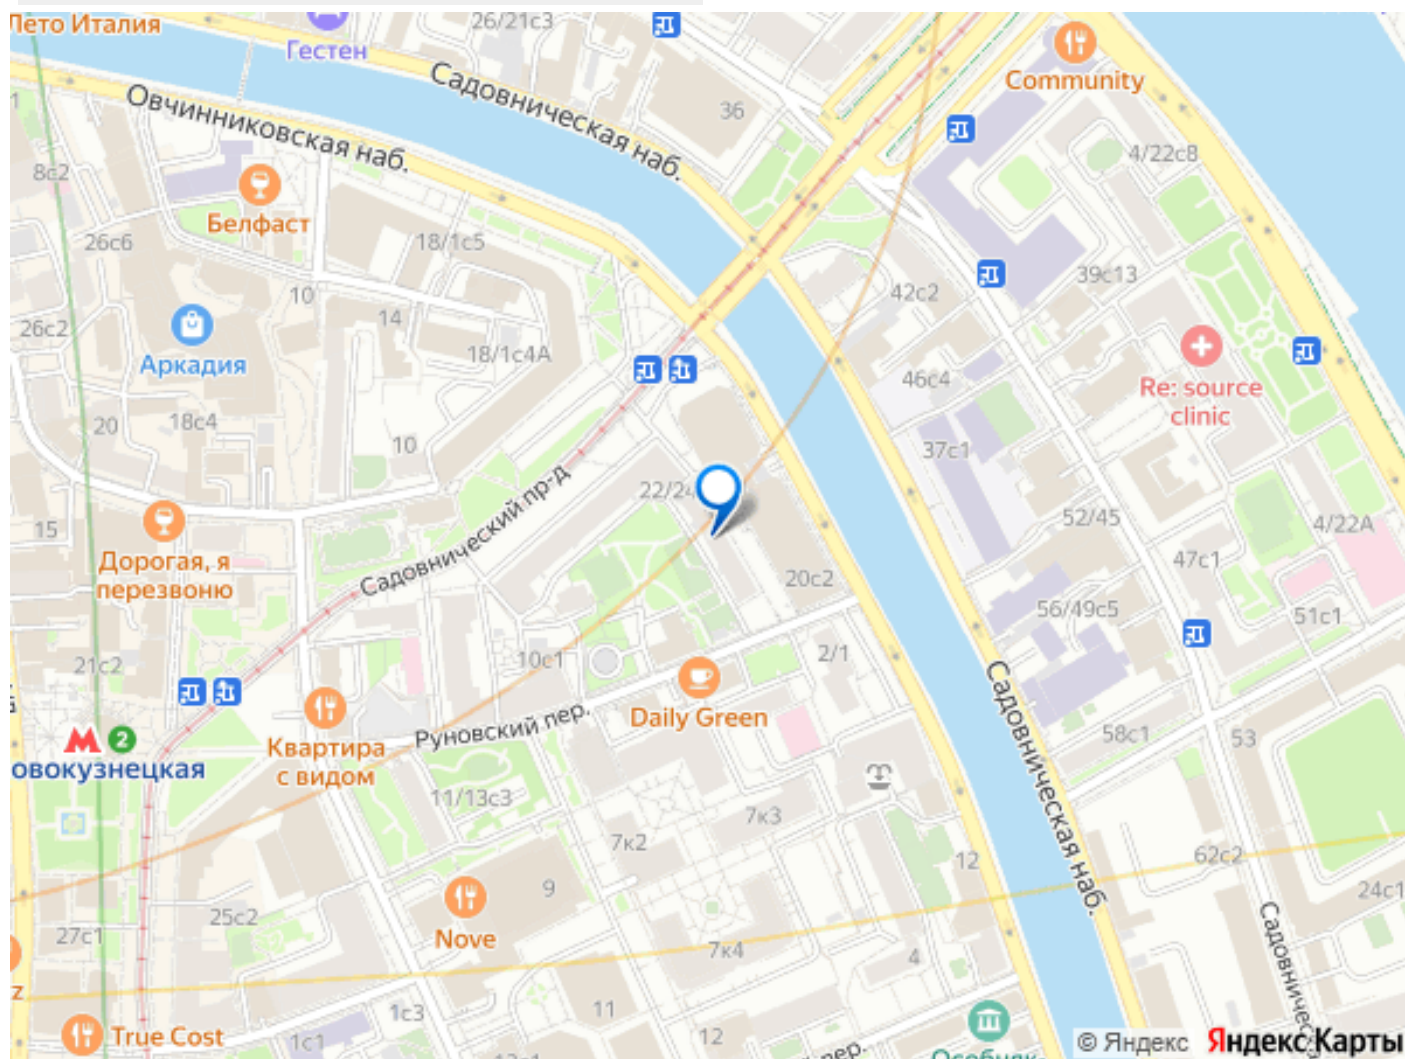 Лето Италия
Гестен
26/21с3
Community
Садовническая наб.
Овчинниковская наб.
36
4/22с8
8с2
Белфаст
26с6
18/1с5
39с13
42с2
10
14
26с2
Аркадия
18/1с4А
46с4
Re: source
clinic
20
18с4
10
37с1
22/24
Садовнический пр-д
15
52/45
4/22А
Дорогая, я
перезвоню
20с2
47с1
56/49с5
51с1
21с2
10с1
2/1
Daily Green
Садовническая наб.
Руновский пер.
58с1
53
2
овокузнецкая
Квартира
с видом
11/13с3
7к3
7к2
12
62с2
9
24с1
25с2
Nove
27с1
7к4
4
Садовничес
z
1с3
11
True Cost
1с1
12
пер.
Особняк
© Яндекс
Яндекс Карты